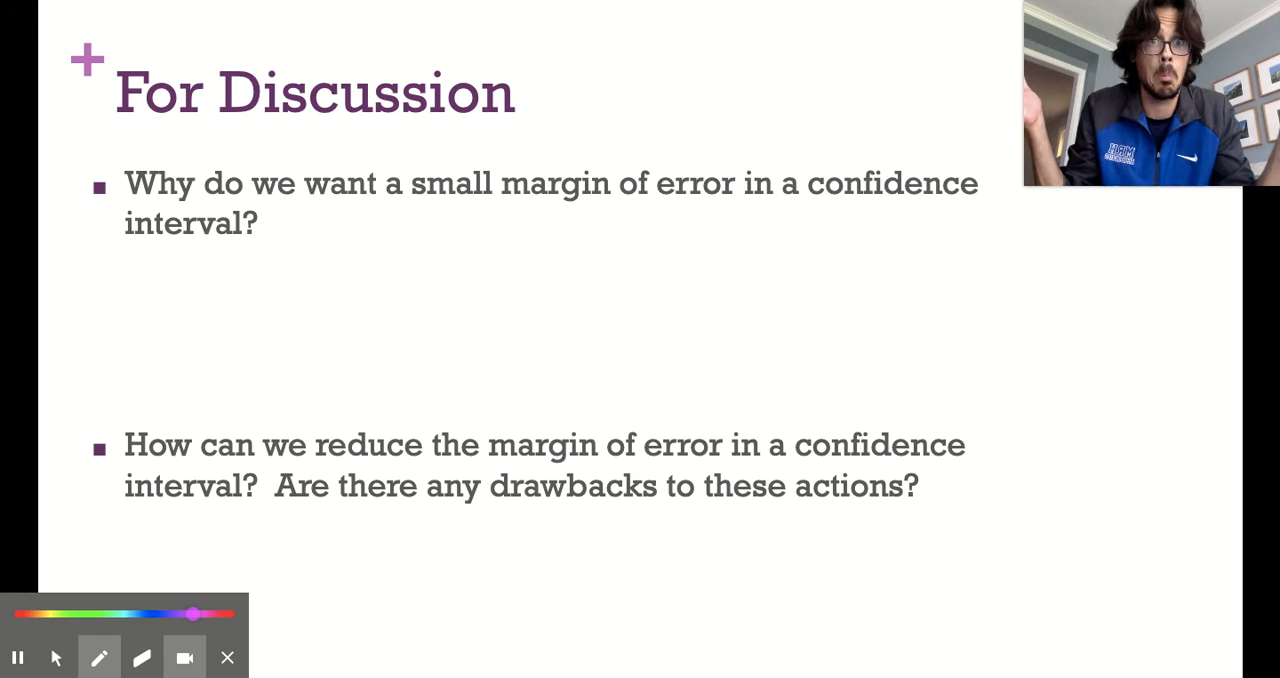 For Discussion
Why do we want a small margin of error in a confidence
interval?
How can we reduce the margin of error in a confidence
interval? Are there any drawbacks to these actions?